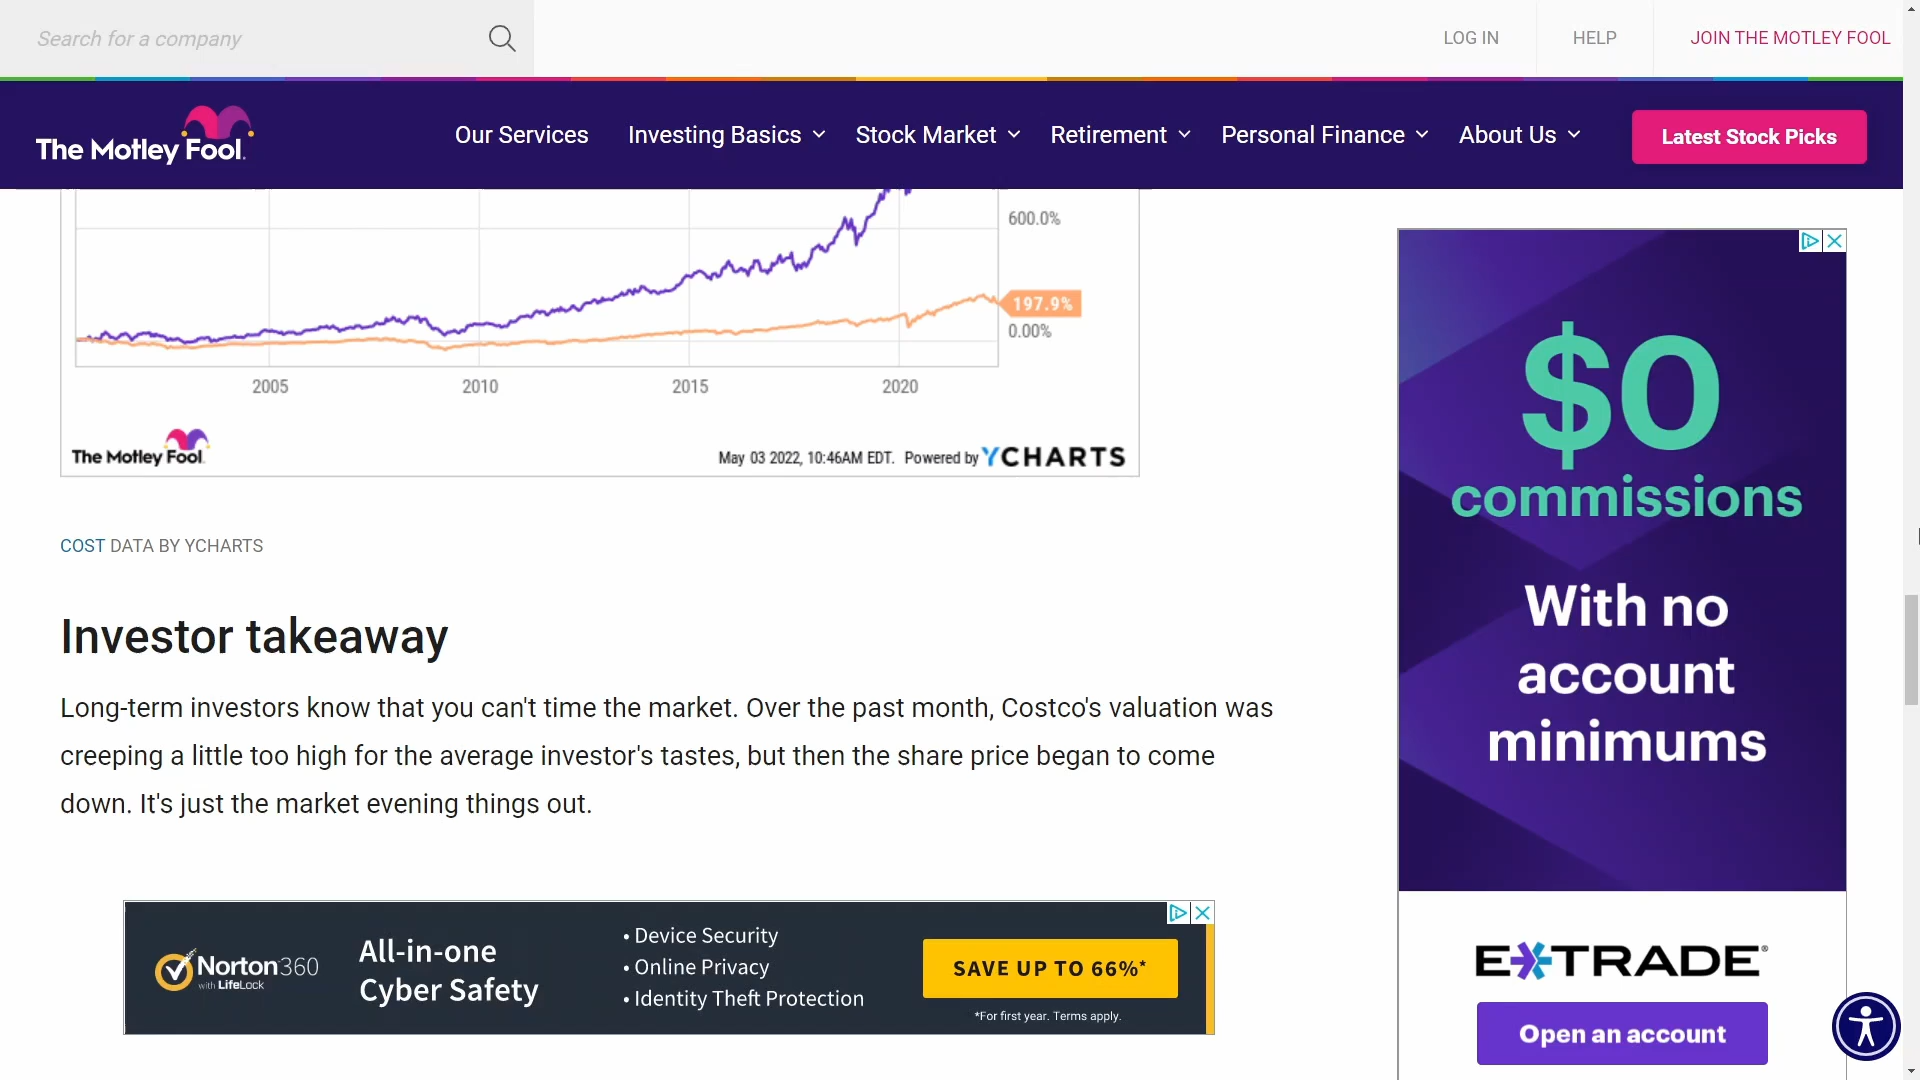 Search for a company
LOG IN
HELP
JOIN THE MOTLEY FOOL
The Motley Fool.
Our Services
Investing Basics
Stock Market
Retirement
Personal Finance
About Us
Latest Stock Picks
600.0%
197.9%
0.00%
2005
2010
2015
2020
The Motley Fool.
May 03 2022, 10:46AM EDT. Powered by YCHARTS
COST DATA BY YCHARTS
Investor takeaway
Long-term investors know that you can't time the market. Over the past month, Costco's valuation was
creeping a little too high for the average investor's tastes, but then the share price began to come
down. It's just the market evening things out.
Norton360
with LifeLock
All-in-one
Cyber Safety
• Device Security
• Online Privacy
• Identity Theft Protection
SAVE UP TO 66%*
*For first year. Terms apply.
$0
commissions
With no
account
minimums
E*TRADE®
Open an account